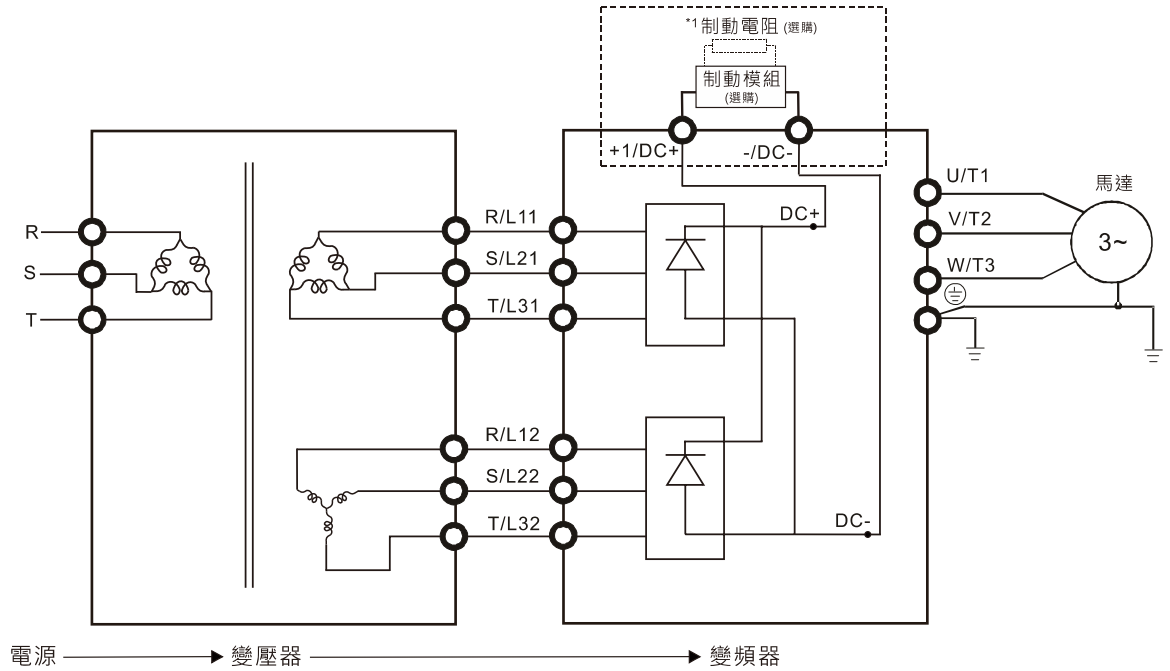 *1制動電阻 (選購)
制動模組
(選購)
+1/DC+
-/DC-
U/T1
V/T2
W/T3
馬達
3~
R
S
T
R/L11
S/L21
T/L31
DC+
R/L12
S/L22
T/L32
DC-
電源
變壓器
變頻器